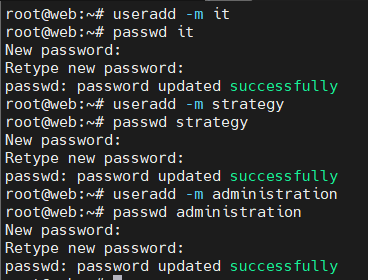 root@web:~# useradd -m it
root@web:~# passwd it
New password:
Retype new password:
passwd: password updated successfully
root@web:~# useradd -m strategy
root@web:~# passwd strategy
New password:
Retype new password:
passwd: password updated successfully
root@web:~# useradd -m administration
root@web:~# passwd administration
New password:
Retype new password:
passwd: password updated successfully
root@web:~#